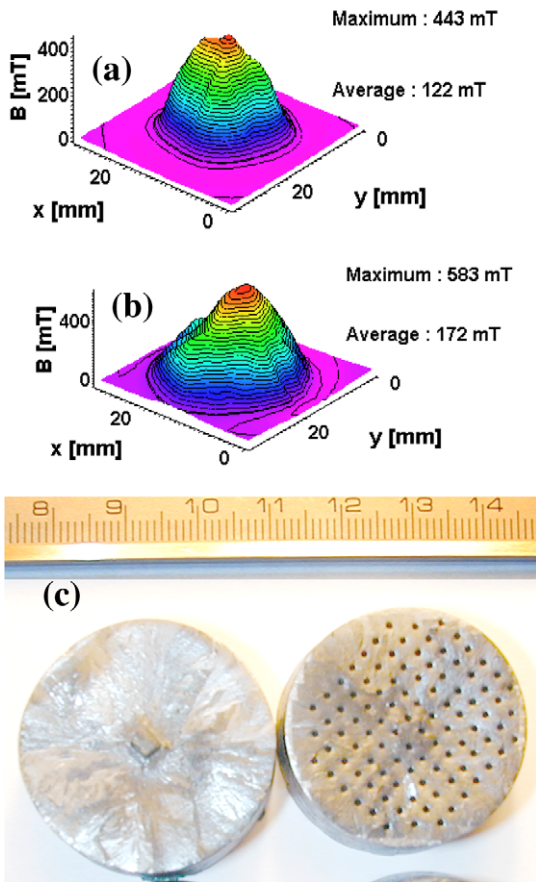 Maximum : 443 mT
(a)
Average : 122 mT
B [mT]
400
200
0
20
0
x [mm]
0
20
y [mm]
Maximum : 583 mT
(b)
Average : 172 mT
B [mT]
400
0
20
0
x [mm]
0
20
y [mm]
8 9 10 11 12 13 14
(c)